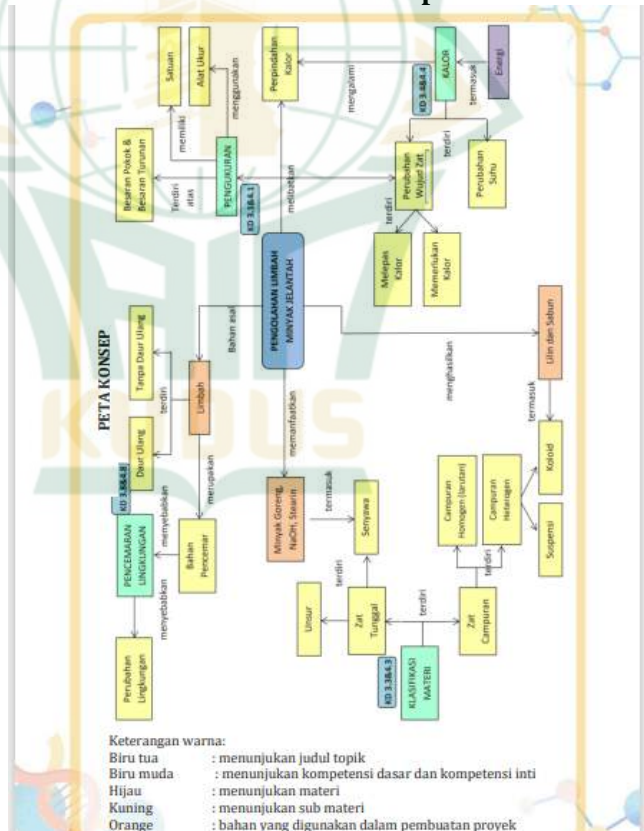 PETA KONSEP
PENGOLAHAN LIMBAH
MINYAK JELANTAH
melibatkan
KD 3.1&4.1
PENGUKURAN
memiliki
Satuan
menggunakan
Alat Ukur
Terdiri
atas
Besaran Pokok &
Besaran Turunan
Perpindahan
Kalor
mengalami
KD 3.4&4.4
KALOR
termasuk
Energi
terdiri
Perubahan
Wujud Zat
Perubahan
Suhu
terdiri
Melepas
Kalor
Memerlukan
Kalor
Bahan asal
Limbah
terdiri
Daur Ulang
Tanpa Daur Ulang
merupakan
Bahan
Pencemar
menyebabkan
KD 3.8&4.8
PENCEMARAN
LINGKUNGAN
menyebabkan
Perubahan
Lingkungan
memanfaatkan
Minyak Goreng,
NaOH, Stearin
termasuk
Senyawa
terdiri
Unsur
Zat
Tunggal
terdiri
KD 3.3&4.3
KLASIFIKASI
MATERI
Zat
Campuran
terdiri
Campuran
Homogen (larutan)
Campuran
Heterogen
Suspensi
Koloid
termasuk
menghasilkan
Lilin dan Sabun
KUDUS
Keterangan warna:
Biru tua : menunjukan judul topik
Biru muda : menunjukan kompetensi dasar dan kompetensi inti
Hijau : menunjukan materi
Kuning : menunjukan sub materi
Orange : bahan yang digunakan dalam pembuatan proyek